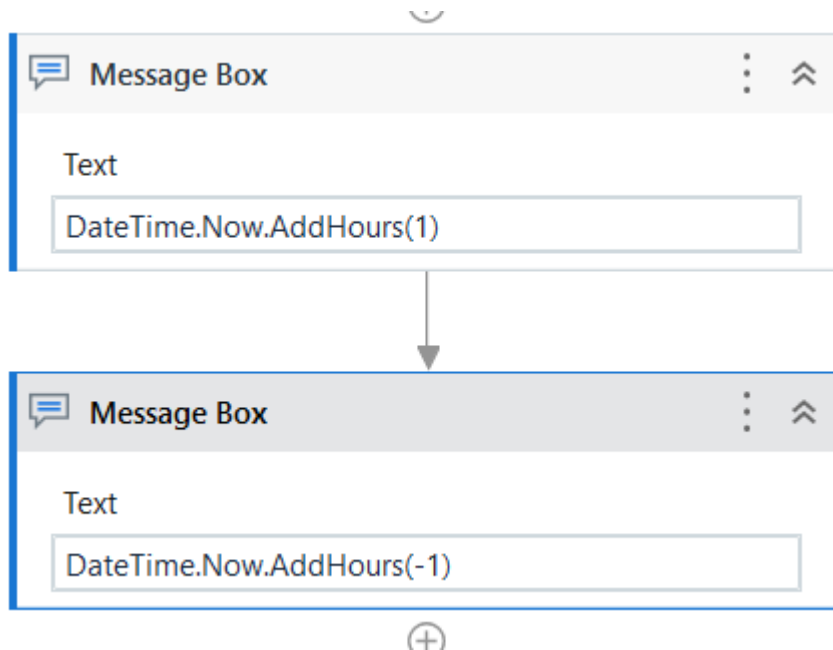 Message Box
Text
DateTime.Now.AddHours(1)
Message Box
Text
DateTime.Now.AddHours(-1)